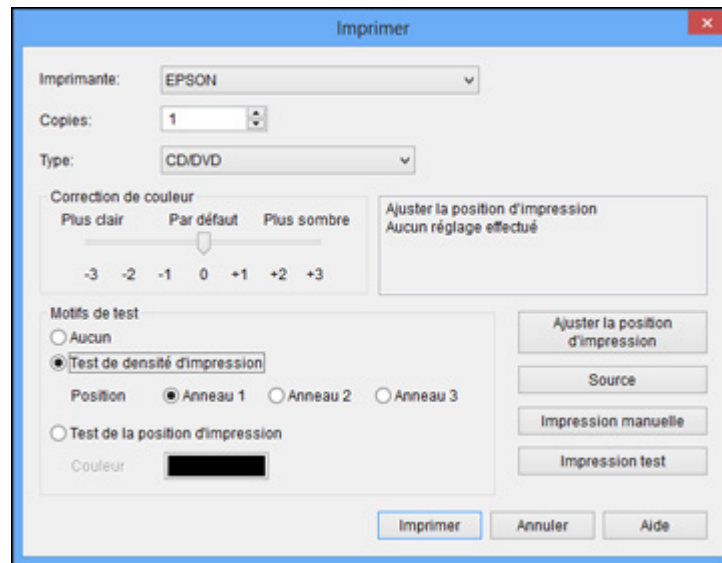 Imprimer
Imprimante: EPSON
Copies: 1
Type: CD/DVD
Correction de couleur
Plus clair Par défaut Plus sombre
-3 -2 -1 0 +1 +2 +3
Ajuster la position d'impression
Aucun réglage effectué
Motifs de test
Aucun
Test de densité d'impression
Position Anneau 1 Anneau 2 Anneau 3
Test de la position d'impression
Couleur
Ajuster la position
d'impression
Source
Impression manuelle
Impression test
Imprimer Annuler Aide